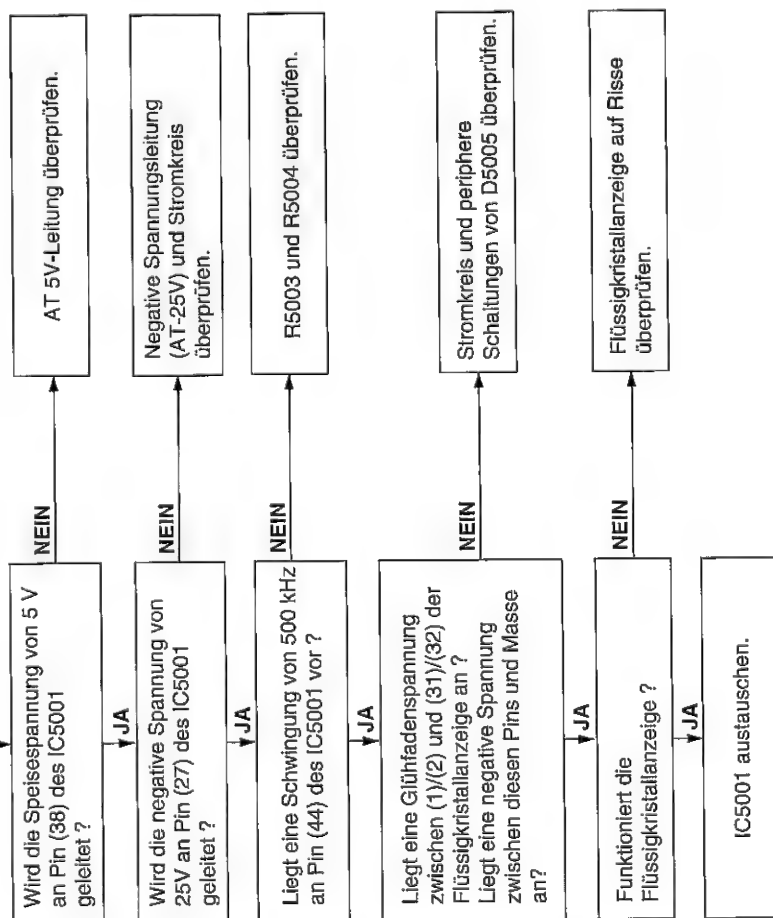 Wird die Speisespannung von 5 V
an Pin (38) des IC5001
geleitet ?
NEIN
AT 5V-Leitung überprüfen.
JA
Wird die negative Spannung von
25V an Pin (27) des IC5001
geleitet ?
NEIN
Negative Spannungsleitung
(AT-25V) und Stromkreis
überprüfen.
JA
Liegt eine Schwingung von 500 kHz
an Pin (44) des IC5001 vor ?
NEIN
R5003 und R5004 überprüfen.
JA
Liegt eine Glühfadenspannung
zwischen (1)/(2) und (31)/(32) der
Flüssigkristallanzeige an ?
Liegt eine negative Spannung
zwischen diesen Pins und Masse
an?
NEIN
Stromkreis und periphere
Schaltungen von D5005 überprüfen.
JA
Funktioniert die
Flüssigkristallanzeige ?
NEIN
Flüssigkristallanzeige auf Risse
überprüfen.
JA
IC5001 austauschen.